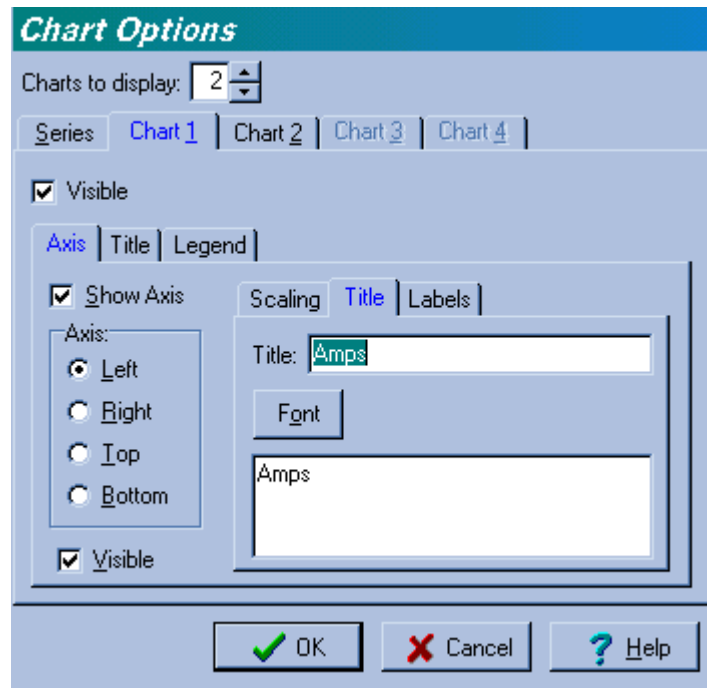 Chart Options
Charts to display: 2
Series Chart 1 Chart 2 Chart 3 Chart 4
Visible
Axis Title Legend
Show Axis
Scaling Title Labels
Axis:
Title: Amps
Left
Font
Right
Top
Amps
Bottom
Visible
OK Cancel ? Help